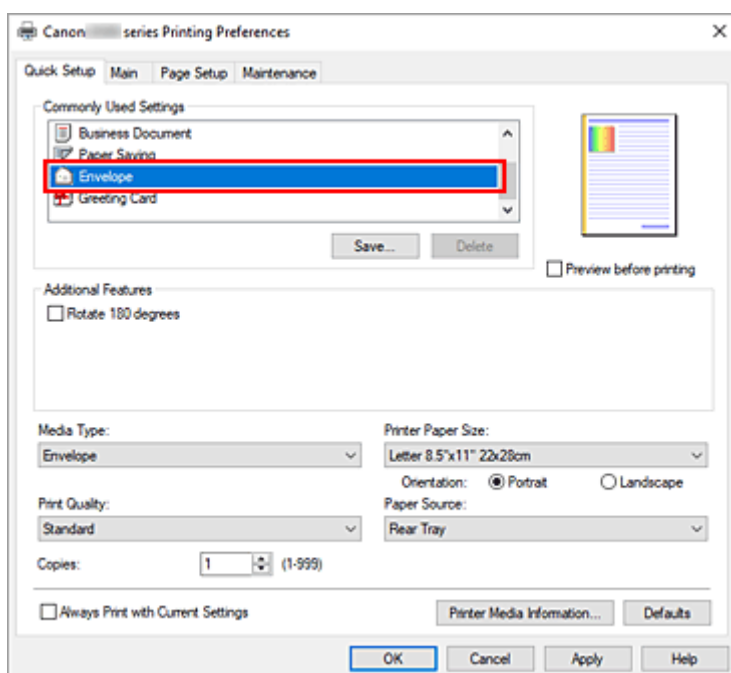 Canon series Printing Preferences
Quick Setup Main Page Setup Maintenance
Commonly Used Settings
Business Document
Paper Saving
Envelope
Greeting Card
Save... Delete
Preview before printing
Additional Features
Rotate 180 degrees
Media Type: Printer Paper Size:
Envelope Letter 8.5"x11" 22x28cm
Orientation: Portrait Landscape
Print Quality: Paper Source:
Standard Rear Tray
Copies: 1 (1-999)
Always Print with Current Settings Printer Media Information... Defaults
OK Cancel Apply Help